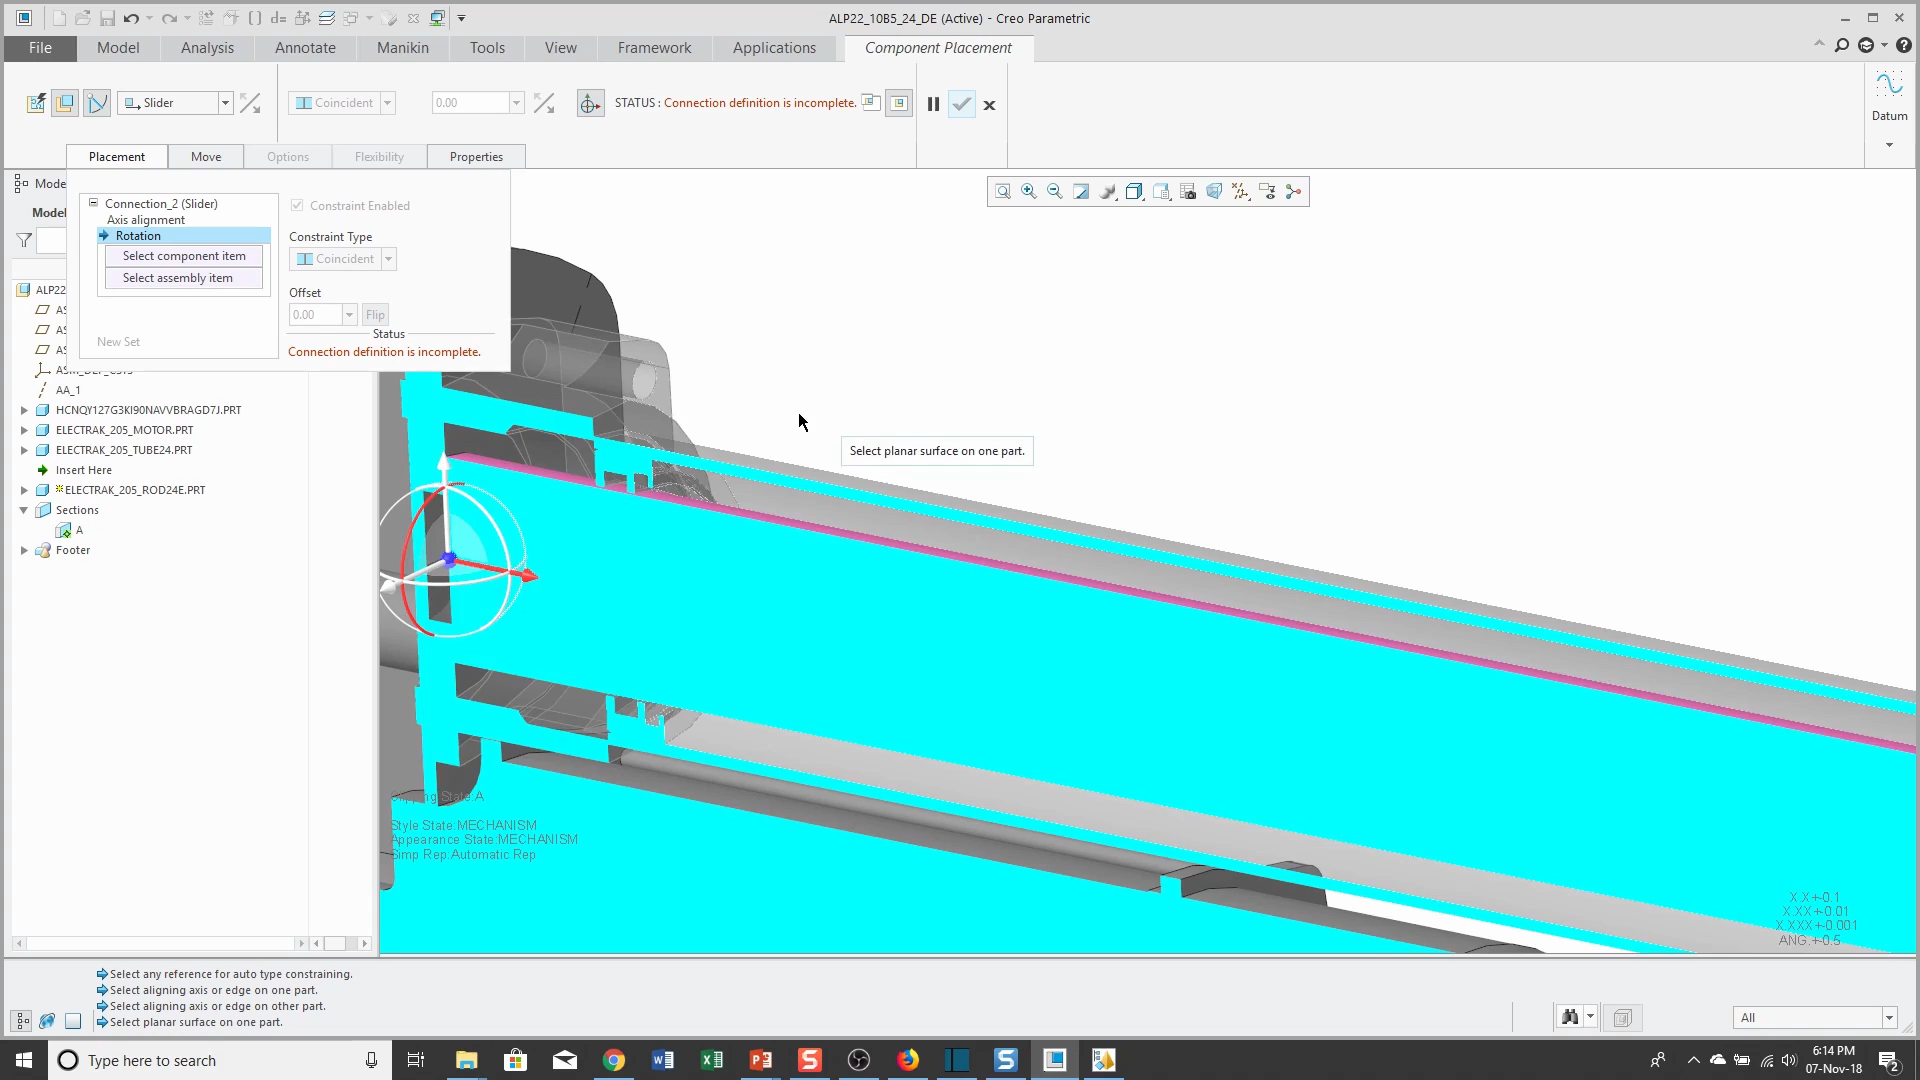 ALP22_10B5_24_DE (Active) - Creo Parametric
File Model Analysis Annotate Manikin Tools View Framework Applications Component Placement
Slider Coincident 0.00 STATUS : Connection definition is incomplete.
Datum
Placement Move Options Flexibility Properties
Connection_2 (Slider)
Axis alignment
Rotation
Select component item
Select assembly item
New Set
Constraint Enabled
Constraint Type
Coincident
Offset
0.00 Flip
Status
Connection definition is incomplete.
ALP22
AA_1
HCNQY127G3KI90NAVVBRAGD7J.PRT
ELECTRAK_205_MOTOR.PRT
ELECTRAK_205_TUBE24.PRT
Insert Here
ELECTRAK_205_ROD24E.PRT
Sections
A
Footer
Select planar surface on one part.
Style State:MECHANISM
Appearance State:MECHANISM
Simp Rep:Automatic Rep
X.X+-0.1
X.XX+-0.01
X.XXX+-0.001
ANG.+-0.5
Select any reference for auto type constraining.
Select aligning axis or edge on one part.
Select aligning axis or edge on other part.
Select planar surface on one part.
All
Type here to search
6:14 PM
07-Nov-18
2